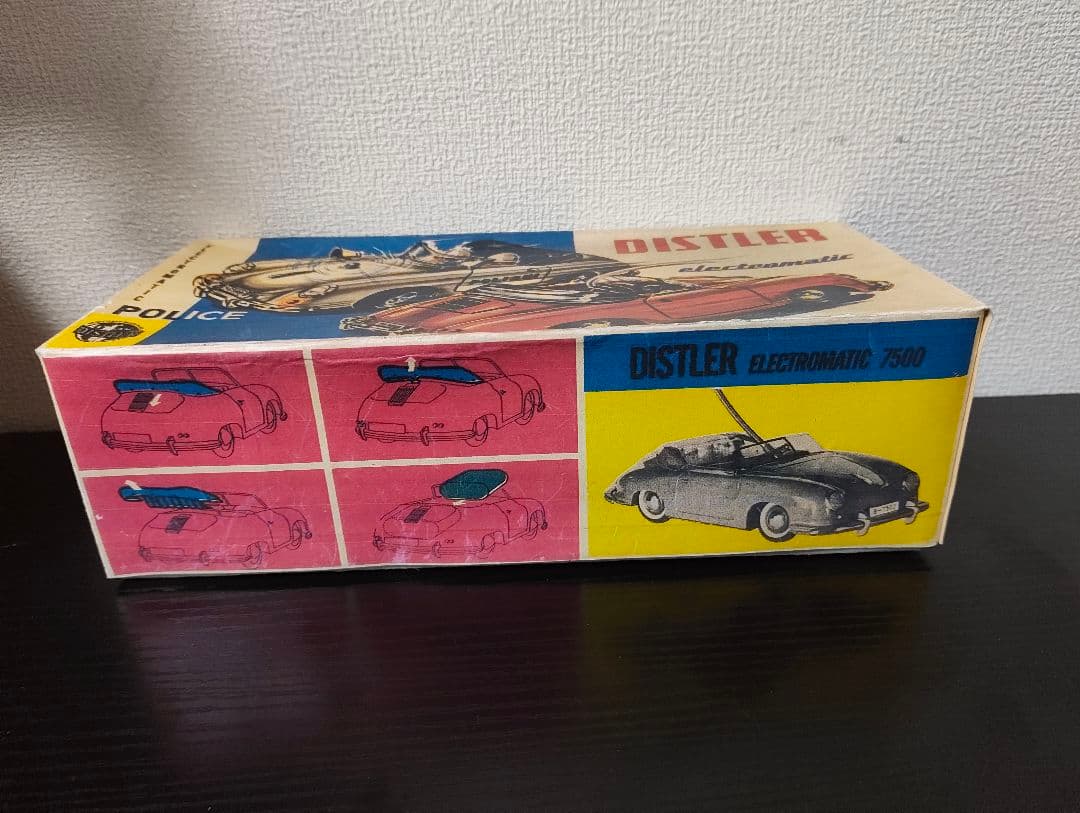 DISTLER
electromatic
POLICE
DISTLER ELECTROMATIC 7500